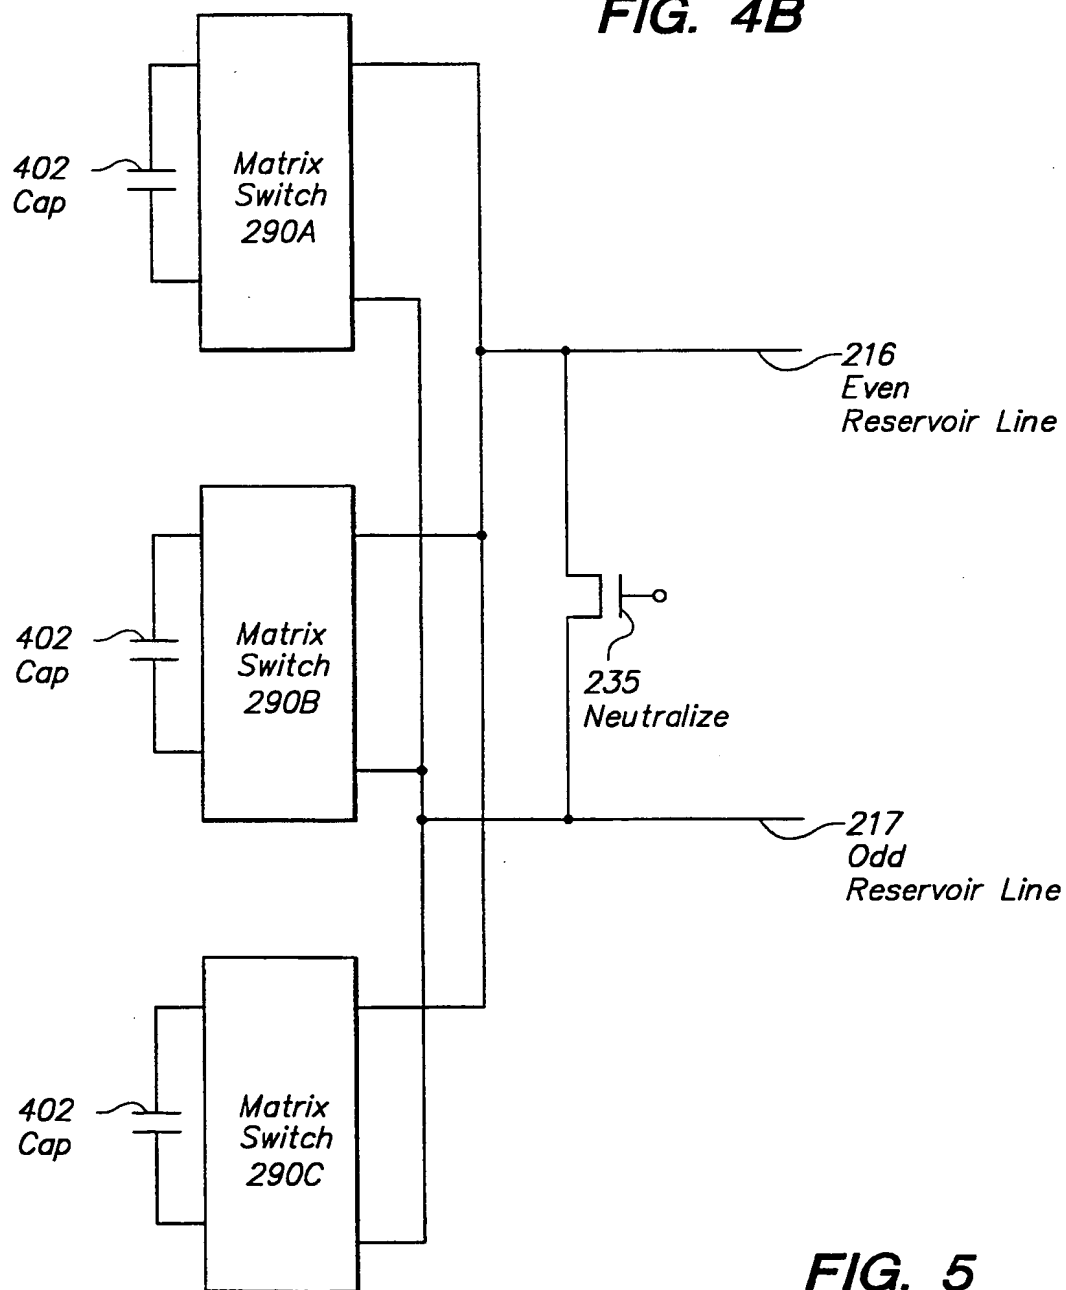 FIG. 4B
402
Cap
Matrix
Switch
290A
216
Even
Reservoir Line
402
Cap
Matrix
Switch
290B
235
Neutralize
217
Odd
Reservoir Line
402
Cap
Matrix
Switch
290C
FIG. 5